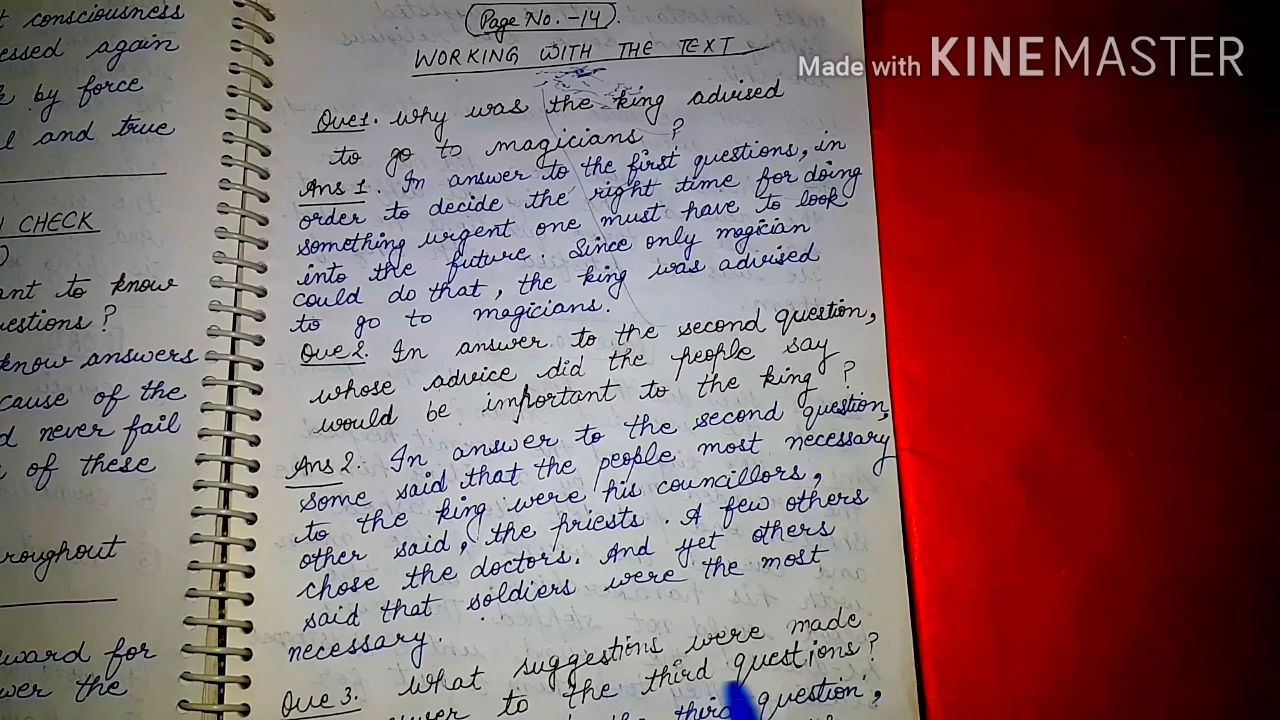 t consciousness
essed again
k by force
l and true
N CHECK
ant to know
estions ?
know answers
cause of the
d never fail
of these
roughout
ward for
wer the
Page No. -14.
WORKING WITH THE TEXT
Made with KINEMASTER
Que1. Why was the king advised
to go to magicians ?
Ans 1. In answer to the first questions, in
order to decide the right time for doing
something urgent one must have to look
into the future. Since only magician
could do that, the king was advised
to go to magicians.
Que 2. In answer to the second question,
whose advice did the people say
would be important to the king ?
Ans 2. In answer to the second question,
some said that the people most necessary
to the king were his councillors,
other said, the priests. A few others
chose the doctors. And yet others
said that soldiers were the most
necessary.
Que 3. What suggestions were made
to the third questions ?
third question,